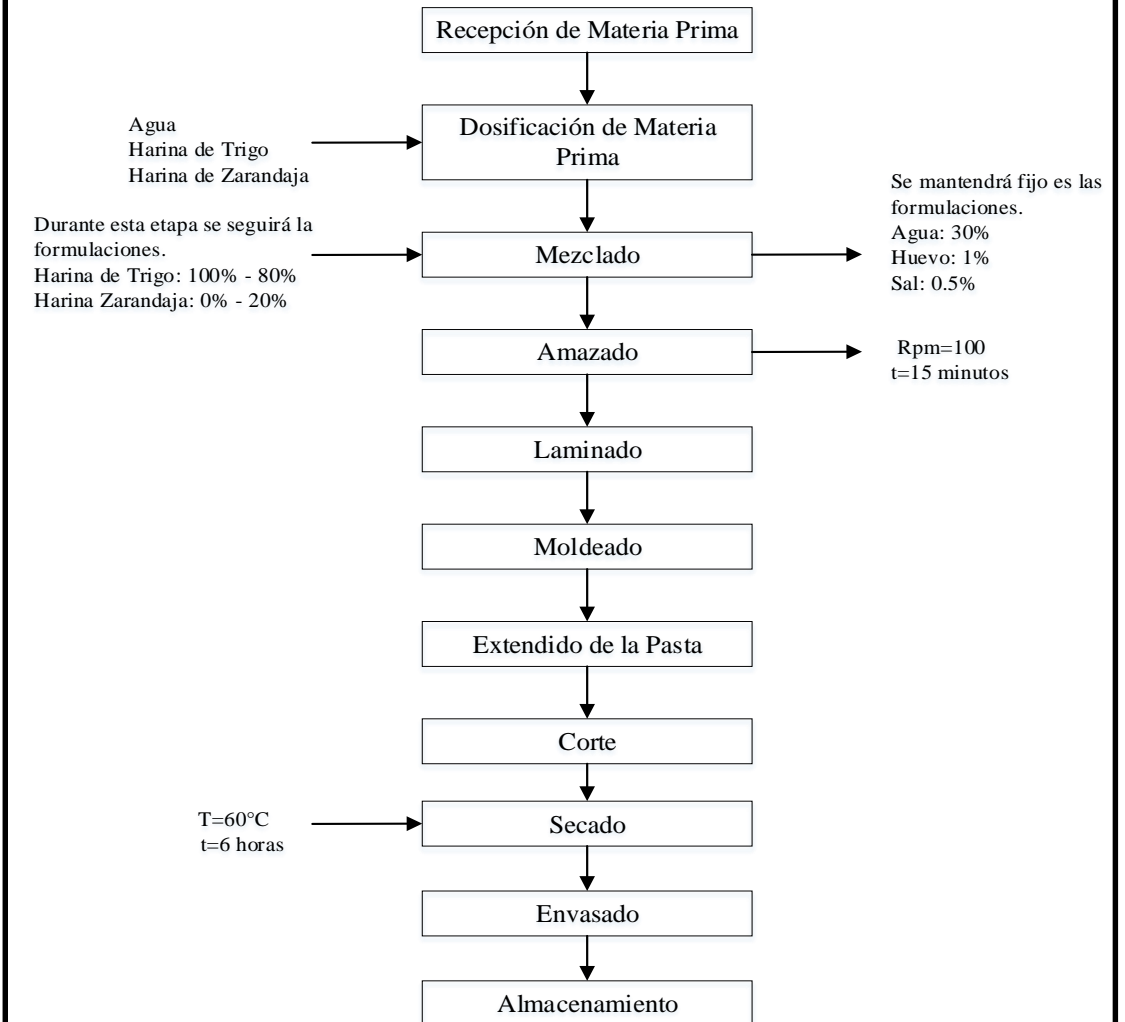 Recepción de Materia Prima
Agua
Harina de Trigo
Harina de Zarandaja
Dosificación de Materia
Prima
Durante esta etapa se seguirá la
formulaciones.
Harina de Trigo: 100% - 80%
Harina Zarandaja: 0% - 20%
Mezclado
Se mantendrá fijo es las
formulaciones.
Agua: 30%
Huevo: 1%
Sal: 0.5%
Amazado
Rpm=100
t=15 minutos
Laminado
Moldeado
Extendido de la Pasta
Corte
T=60°C
t=6 horas
Secado
Envasado
Almacenamiento